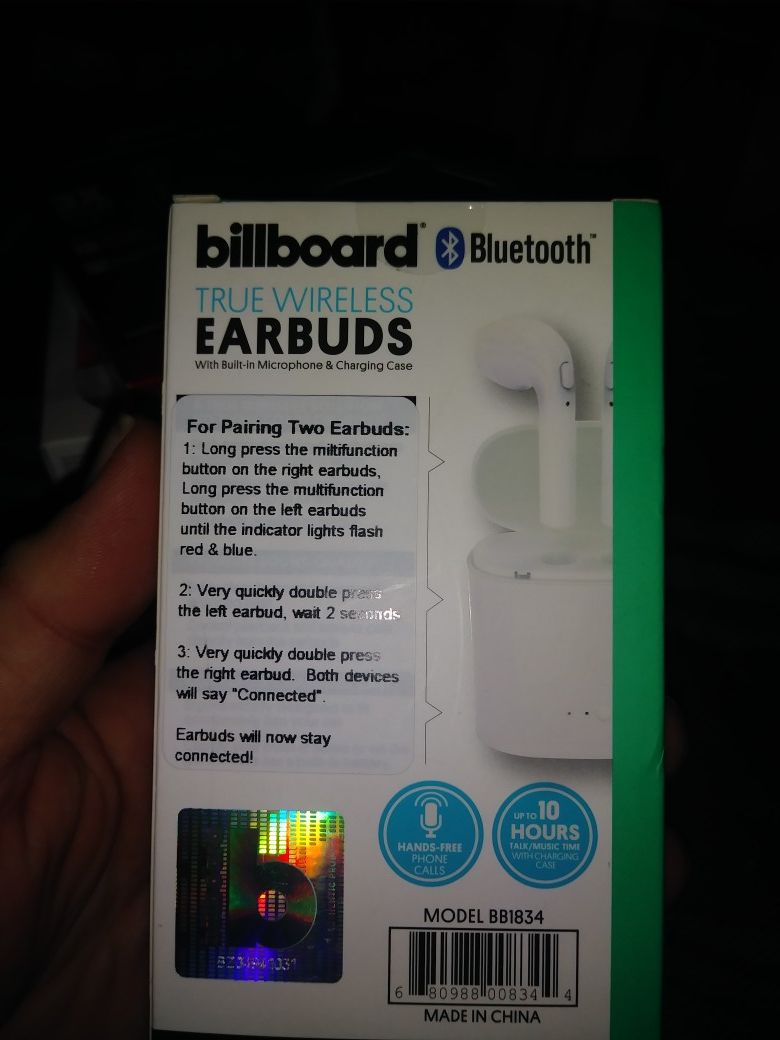 billboard® Bluetooth™
TRUE WIRELESS
EARBUDS
With Built-in Microphone & Charging Case
For Pairing Two Earbuds:
1: Long press the miltifunction
button on the right earbuds,
Long press the multifunction
button on the left earbuds
until the indicator lights flash
red & blue.
2: Very quickly double press
the left earbud, wait 2 seconds
3: Very quickly double press
the right earbud. Both devices
will say "Connected".
Earbuds will now stay
connected!
HANDS-FREE
PHONE
CALLS
UP TO 10
HOURS
TALK/MUSIC TIME
WITH CHARGING
CASE
b
MODEL BB1834
6 80988 00834 4
MADE IN CHINA